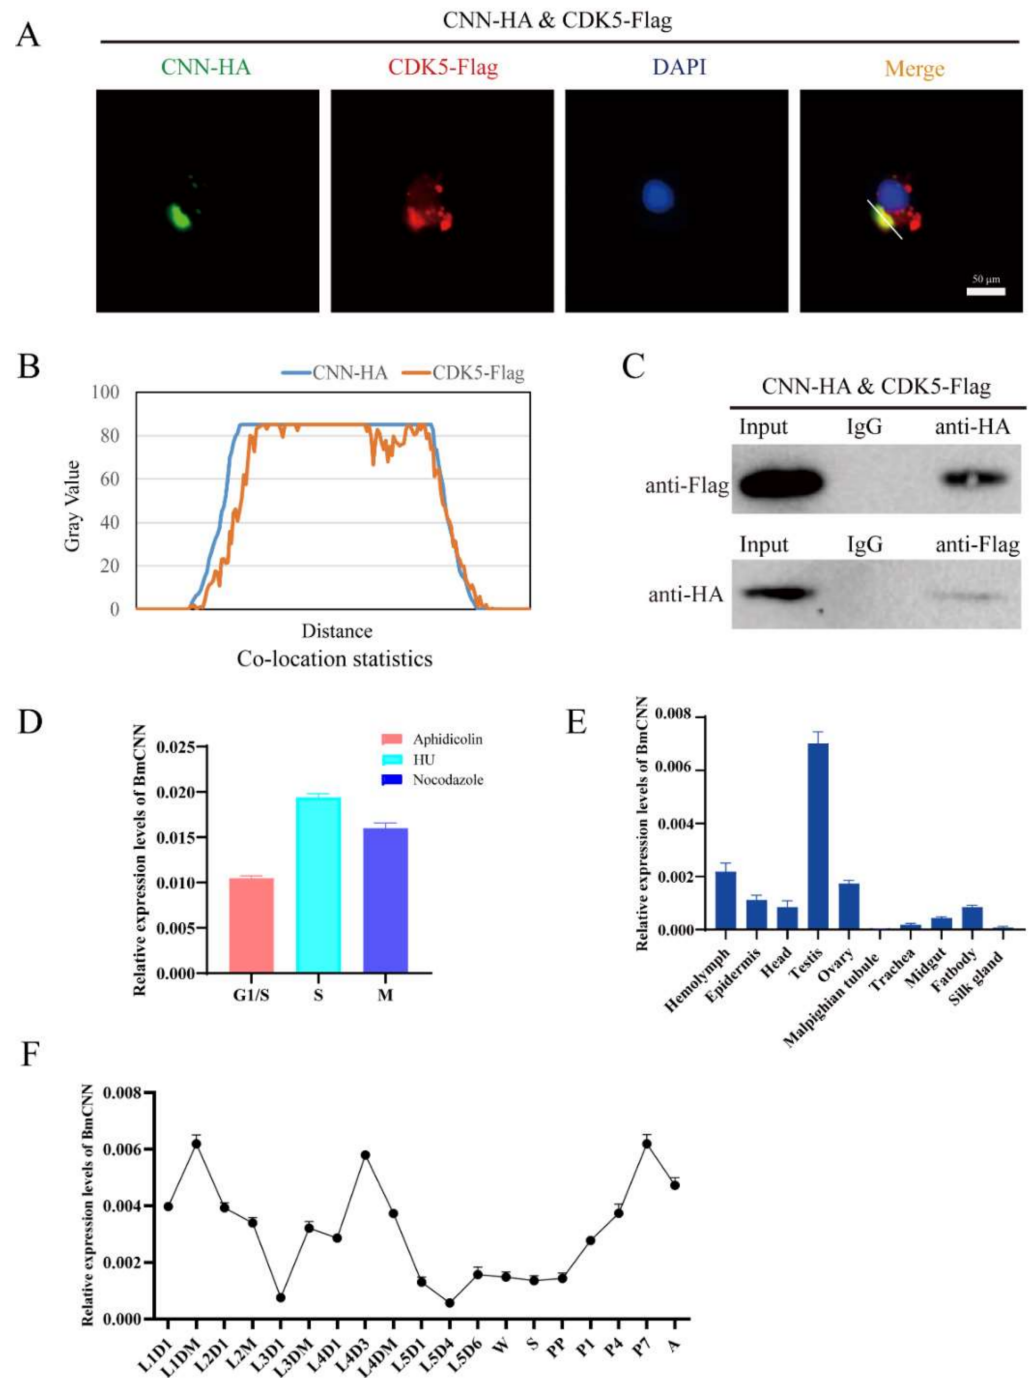 A
CNN-HA & CDK5-Flag
CNN-HA
CDK5-Flag
DAPI
Merge
50 μm
B
CNN-HA
CDK5-Flag
100
80
60
40
20
0
Gray Value
Distance
Co-location statistics
C
CNN-HA & CDK5-Flag
Input IgG anti-HA
anti-Flag
Input IgG anti-Flag
anti-HA
D
Relative expression levels of BmCNN
0.025
0.020
0.015
0.010
0.005
0.000
Aphidicolin
HU
Nocodazole
G1/S S M
E
Relative expression levels of BmCNN
0.008
0.006
0.004
0.002
0.000
Hemolymph
Epidermis
Head
Testis
Ovary
Malpighian tubule
Trachea
Midgut
Fatbody
Silk gland
F
Relative expression levels of BmCNN
0.008
0.006
0.004
0.002
0.000
L1D1
L1DM
L2D1
L2M
L3D1
L3DM
L4D1
L4D3
L4DM
L5D1
L5D4
L5D6
W
S
PP
P1
P4
P7
A